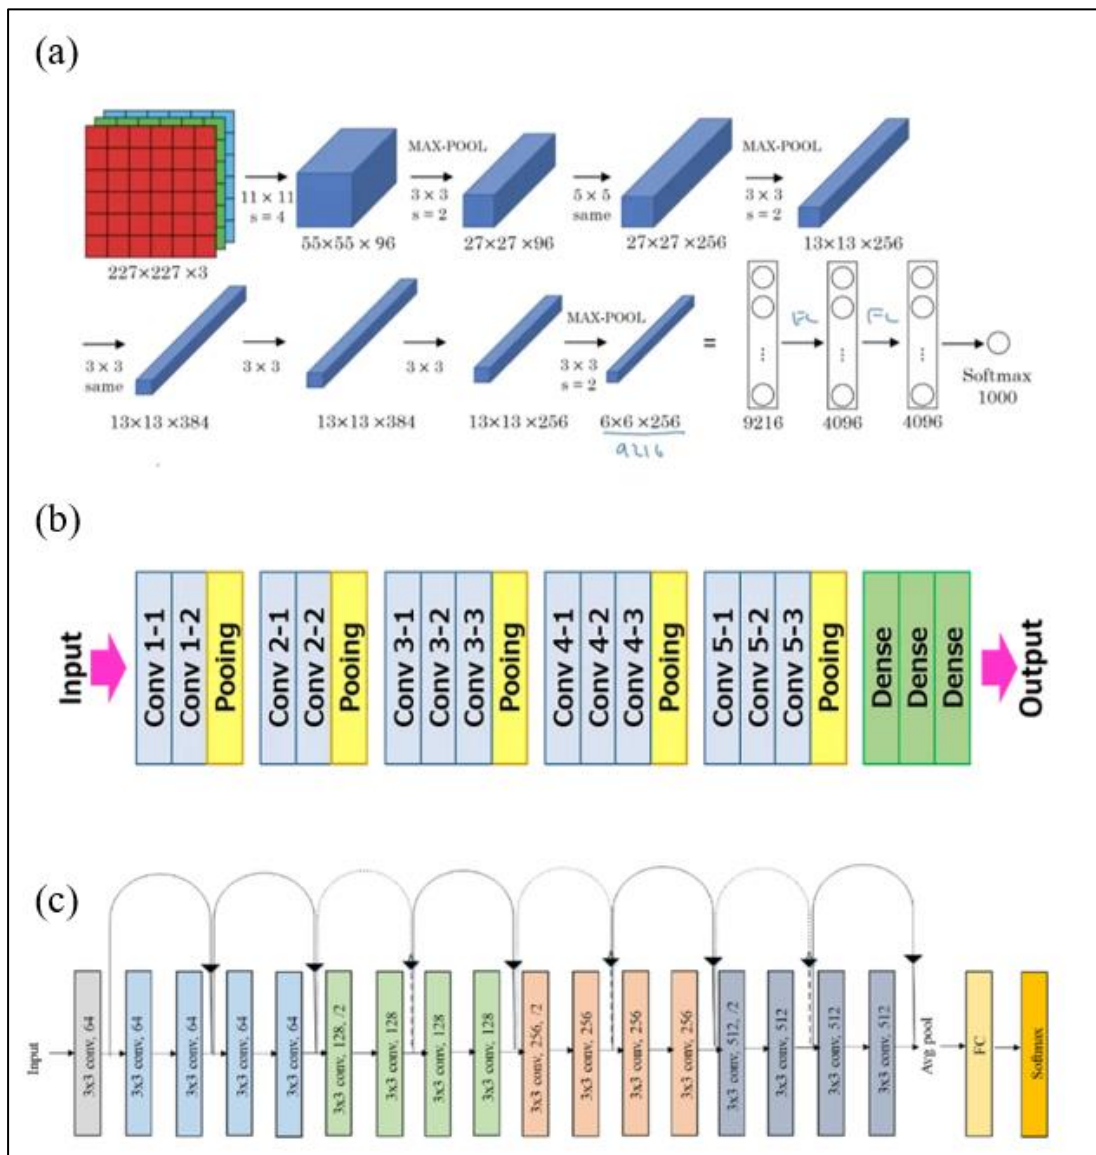 (a)
MAX-POOL
MAX-POOL
11 × 11
s = 4
3 × 3
s = 2
5 × 5
same
3 × 3
s = 2
227×227 ×3
55×55 × 96
27×27 ×96
27×27 ×256
13×13 ×256
3 × 3
same
3 × 3
3 × 3
MAX-POOL
3 × 3
s = 2
=
FC
FC
...
...
...
Softmax
1000
13×13 ×384
13×13 ×384
13×13 ×256
6×6 ×256
9216
9216
4096
4096
(b)
Input
Conv 1-1
Conv 1-2
Pooing
Conv 2-1
Conv 2-2
Pooing
Conv 3-1
Conv 3-2
Conv 3-3
Pooing
Conv 4-1
Conv 4-2
Conv 4-3
Pooing
Conv 5-1
Conv 5-2
Conv 5-3
Pooing
Dense
Dense
Dense
Output
(c)
Input
3x3 conv, 64
3x3 conv, 64
3x3 conv, 64
3x3 conv, 64
3x3 conv, 64
3x3 conv, 128, /2
3x3 conv, 128
3x3 conv, 128
3x3 conv, 128
3x3 conv, 256, /2
3x3 conv, 256
3x3 conv, 256
3x3 conv, 256
3x3 conv, 512, /2
3x3 conv, 512
3x3 conv, 512
3x3 conv, 512
Avg pool
FC
Softmax